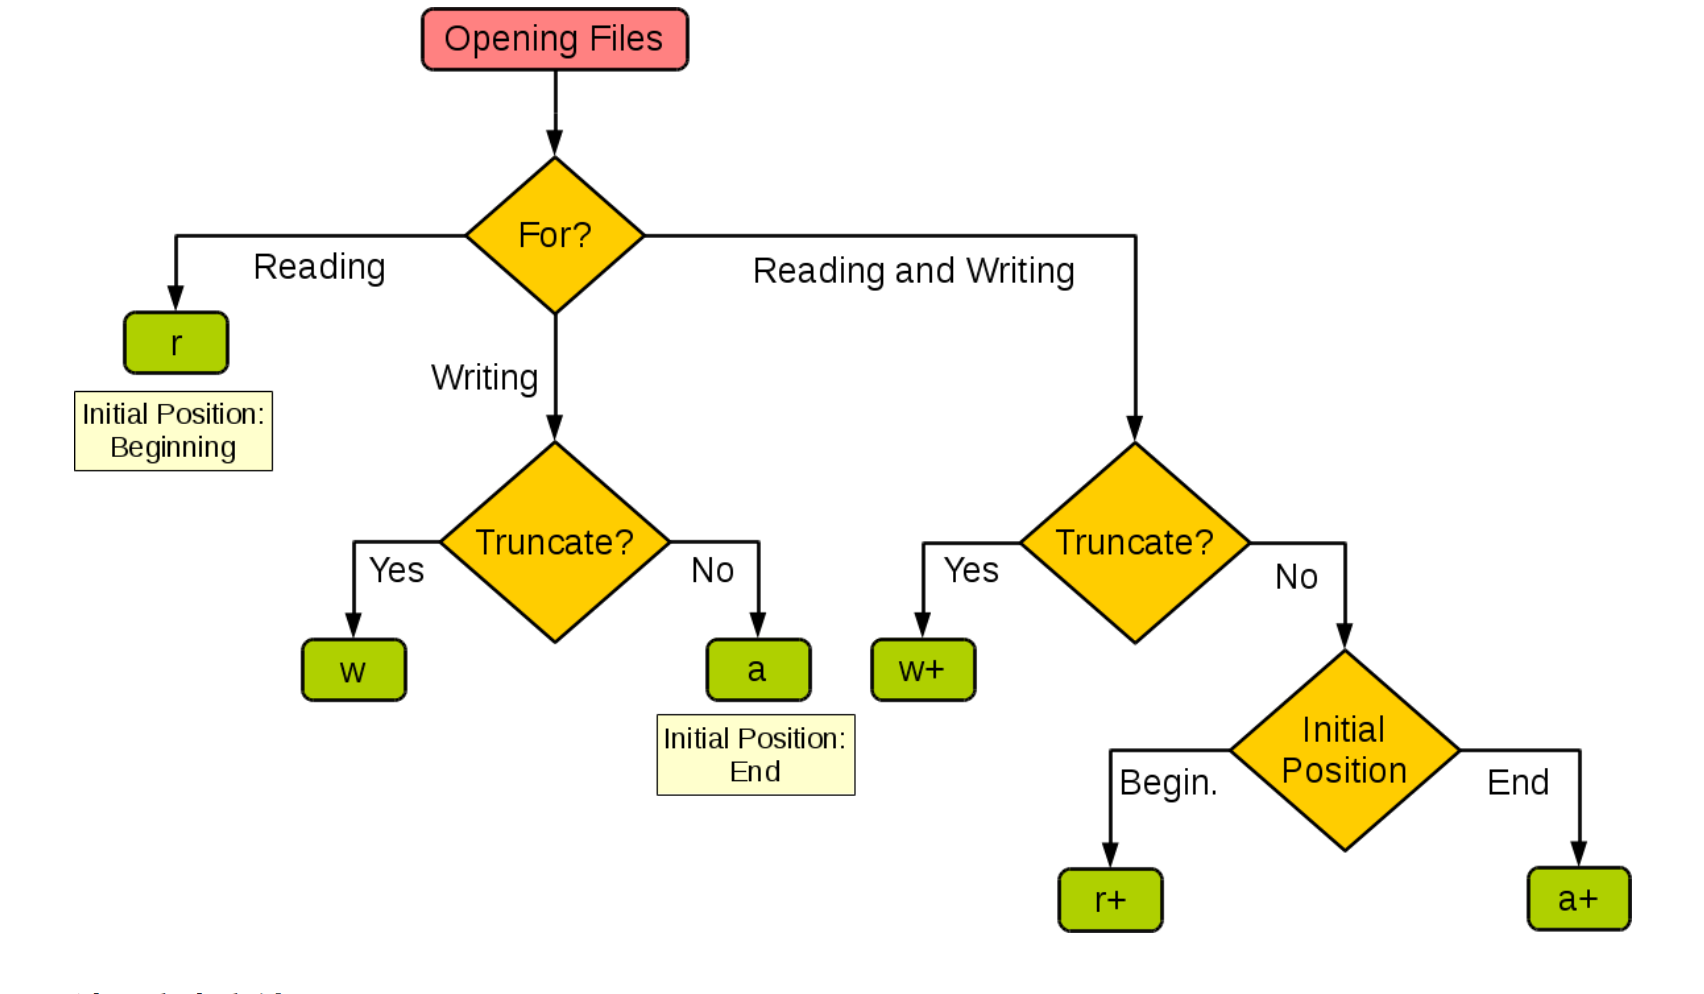 Opening Files
For?
Reading
Reading and Writing
r
Initial Position:
Beginning
Writing
Truncate?
Yes
No
w
a
Initial Position:
End
Truncate?
Yes
No
w+
Initial
Position
Begin.
End
r+
a+